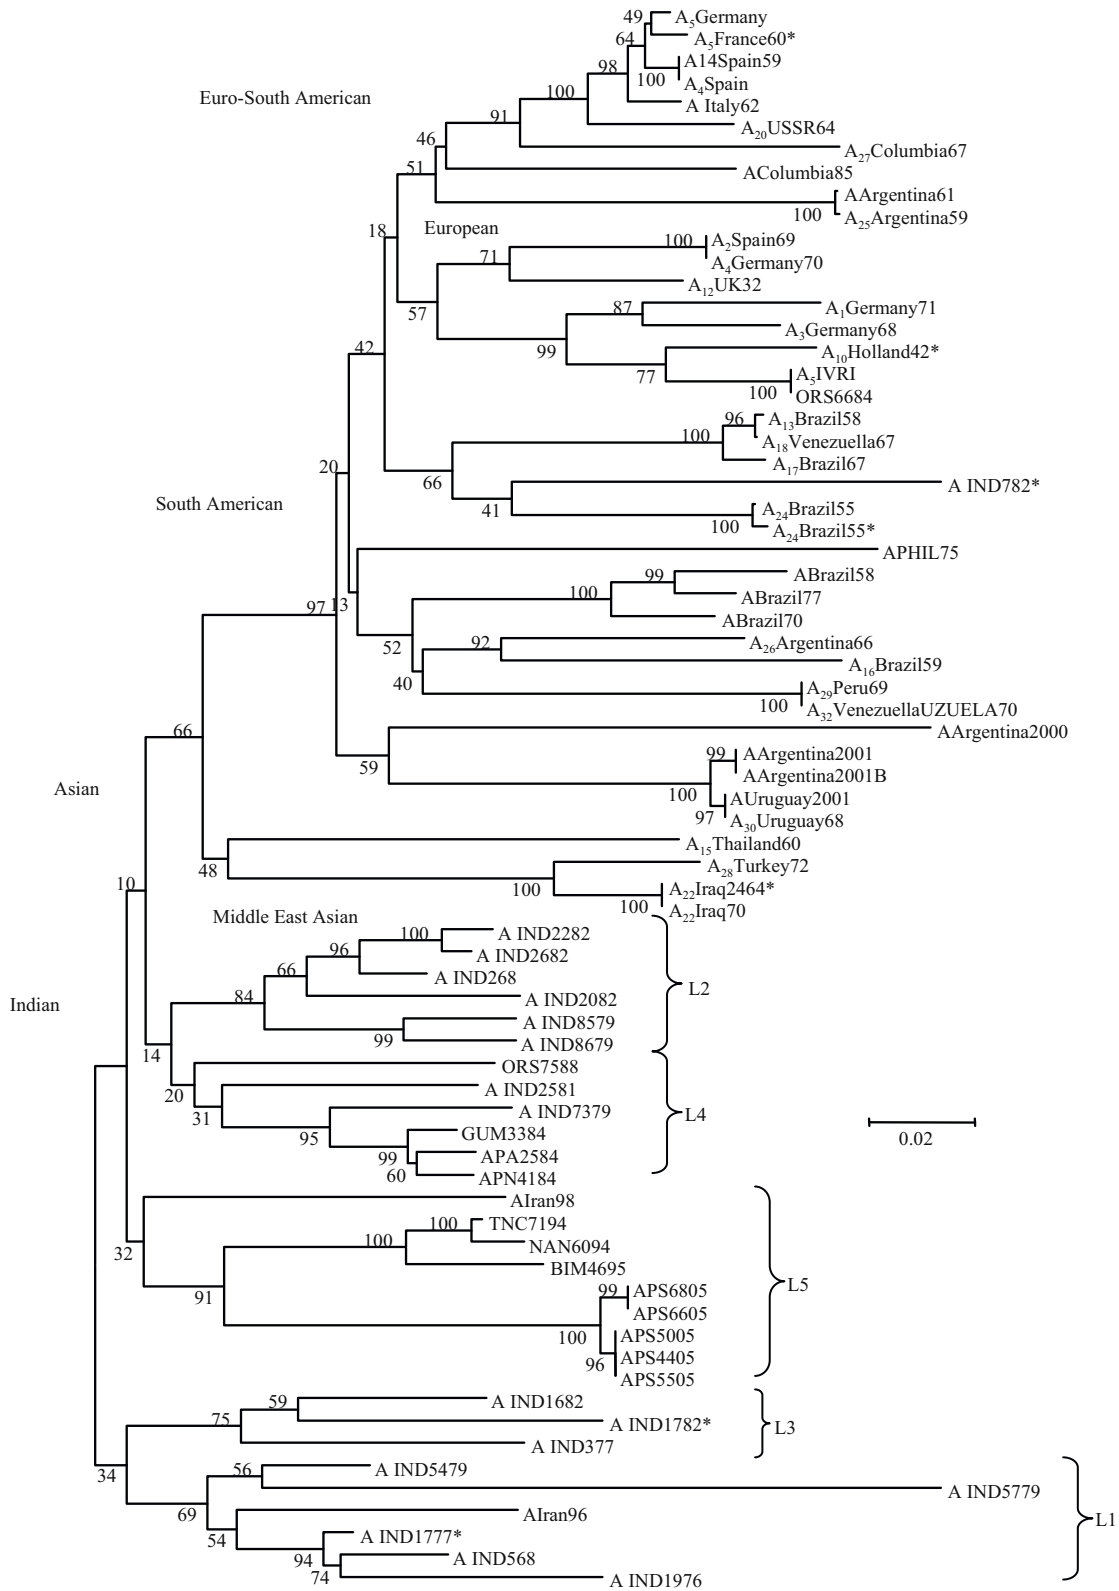 49
A5Germany
64
A5France60*
98
A14Spain59
100
A4Spain
Euro-South American
100
A Italy62
91
A20USSR64
46
A27Columbia67
51
AColumbia85
AArgentina61
100
A25Argentina59
18
European
100
A2Spain69
71
A4Germany70
A12UK32
57
87
A1Germany71
A3Germany68
42
99
A10Holland42*
77
A5IVRI
100
ORS6684
96
A13Brazil58
100
A18Venezuella67
A17Brazil67
20
66
A IND782*
South American
41
A24Brazil55
100
A24Brazil55*
APHIL75
99
ABrazil58
100
ABrazil77
97
13
ABrazil70
52
92
A26Argentina66
40
A16Brazil59
A29Peru69
100
A32VenezuellaUZUELA70
66
AArgentina2000
59
99
AArgentina2001
AArgentina2001B
Asian
100
AUruguay2001
97
A30Uruguay68
A15Thailand60
48
A28Turkey72
10
100
A22Iraq2464*
100
A22Iraq70
Middle East Asian
100
A IND2282
96
A IND2682
66
A IND268
L2
84
A IND2082
Indian
A IND8579
99
A IND8679
14
ORS7588
20
A IND2581
31
A IND7379
L4
95
GUM3384
0.02
99
APA2584
60
APN4184
AIran98
100
TNC7194
32
100
NAN6094
BIM4695
91
99
APS6805
L5
APS6605
100
APS5005
96
APS4405
APS5505
59
A IND1682
75
A IND1782*
L3
A IND377
34
56
A IND5479
A IND5779
69
AIran96
L1
54
A IND1777*
94
A IND568
74
A IND1976